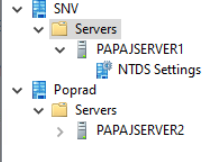 SNV
Servers
PAPAJSERVER1
NTDS Settings
Poprad
Servers
PAPAJSERVER2